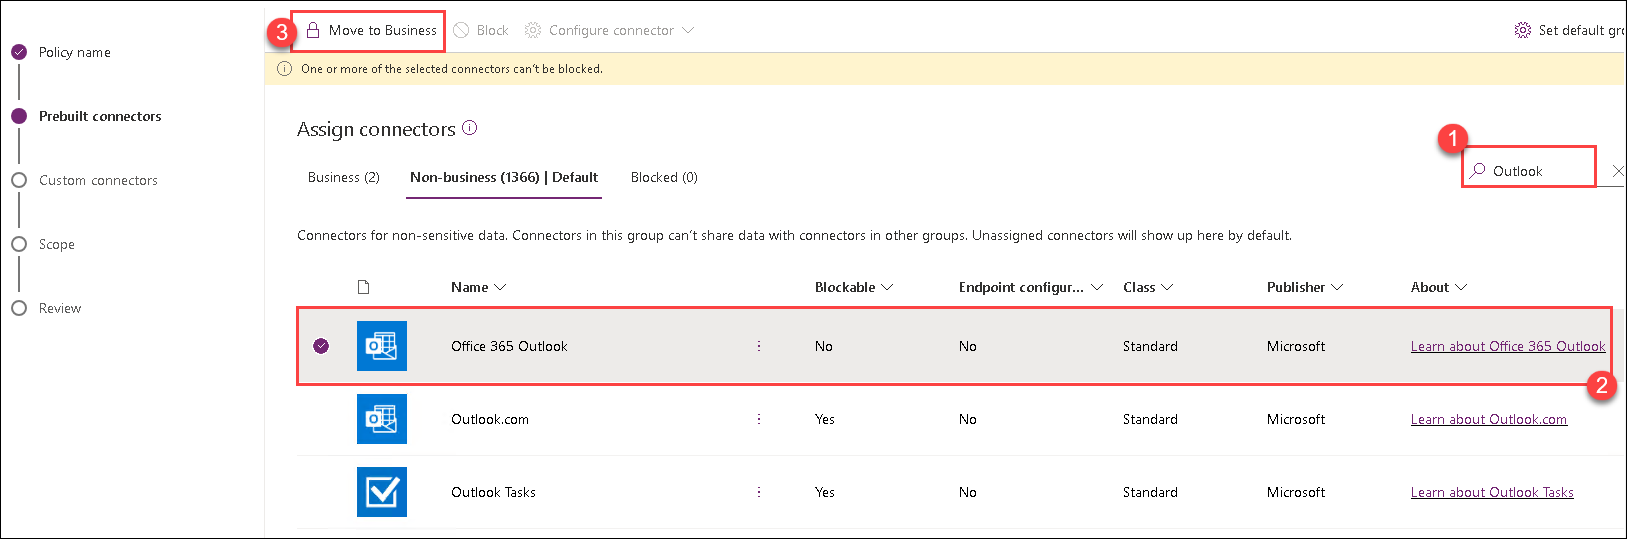 3 Move to Business Block Configure connector Set default gro
Policy name
One or more of the selected connectors can't be blocked.
Prebuilt connectors
Assign connectors
1
Outlook
Custom connectors
Business (2) Non-business (1366) | Default Blocked (0)
Scope
Connectors for non-sensitive data. Connectors in this group can't share data with connectors in other groups. Unassigned connectors will show up here by default.
Review
Name Blockable Endpoint configur... Class Publisher About
Office 365 Outlook No No Standard Microsoft Learn about Office 365 Outlook
2
Outlook.com Yes No Standard Microsoft Learn about Outlook.com
Outlook Tasks Yes No Standard Microsoft Learn about Outlook Tasks